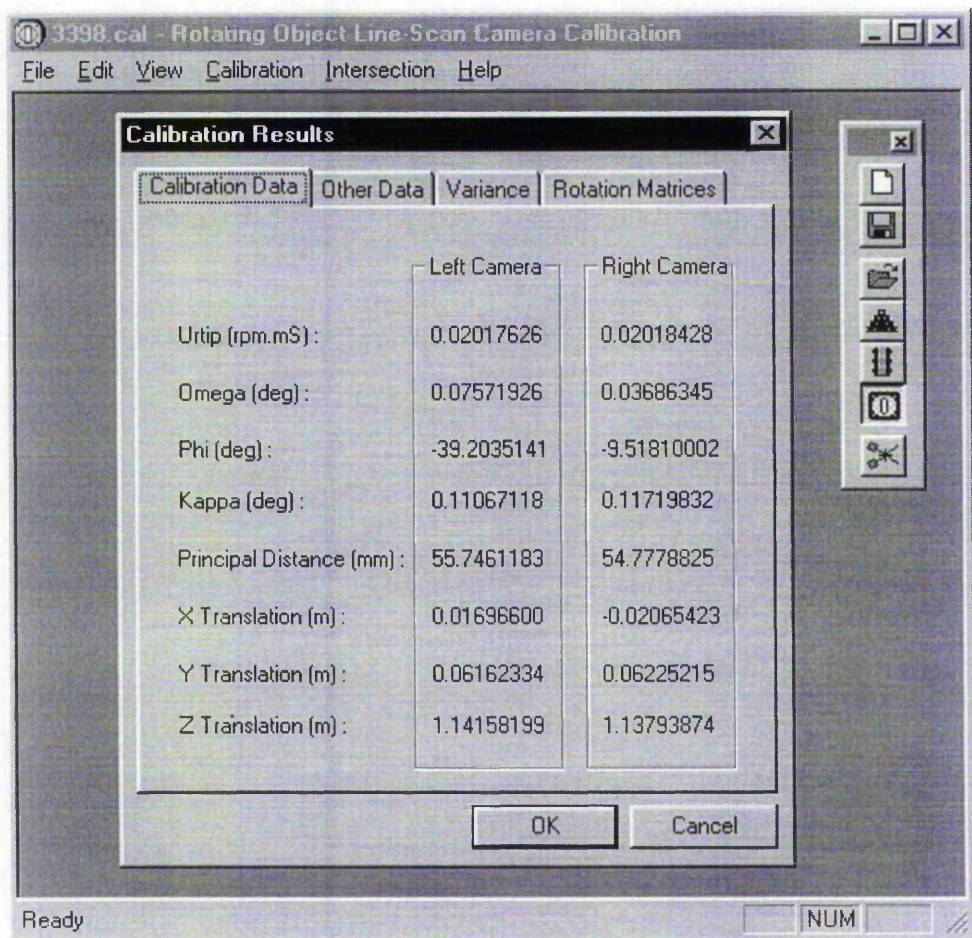 3398.cal - Rotating Object Line-Scan Camera Calibration
File Edit View Calibration Intersection Help
Calibration Results
Calibration Data Other Data Variance Rotation Matrices
Left Camera Right Camera
Urtip (rpm.mS) : 0.02017626 0.02018428
Omega (deg) : 0.07571926 0.03686345
Phi (deg) : -39.2035141 -9.51810002
Kappa (deg) : 0.11067118 0.11719832
Principal Distance (mm) : 55.7461183 54.7778825
X Translation (m) : 0.01696600 -0.02065423
Y Translation (m) : 0.06162334 0.06225215
Z Translation (m) : 1.14158199 1.13793874
OK Cancel
Ready NUM